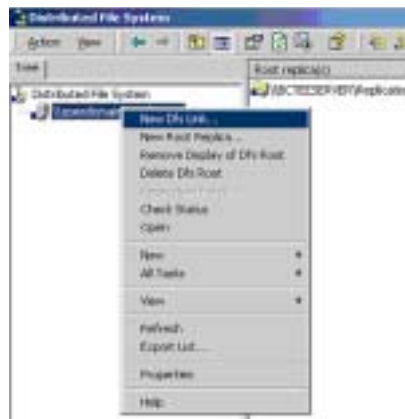 Distributed File System
Action View
Tree
Root replica(s)
Distributed File System
New Dfs Link...
New Root Replica...
Remove Display of Dfs Root
Delete Dfs Root
Check Status
Open
New
All Tasks
View
Refresh
Export List...
Properties
Help